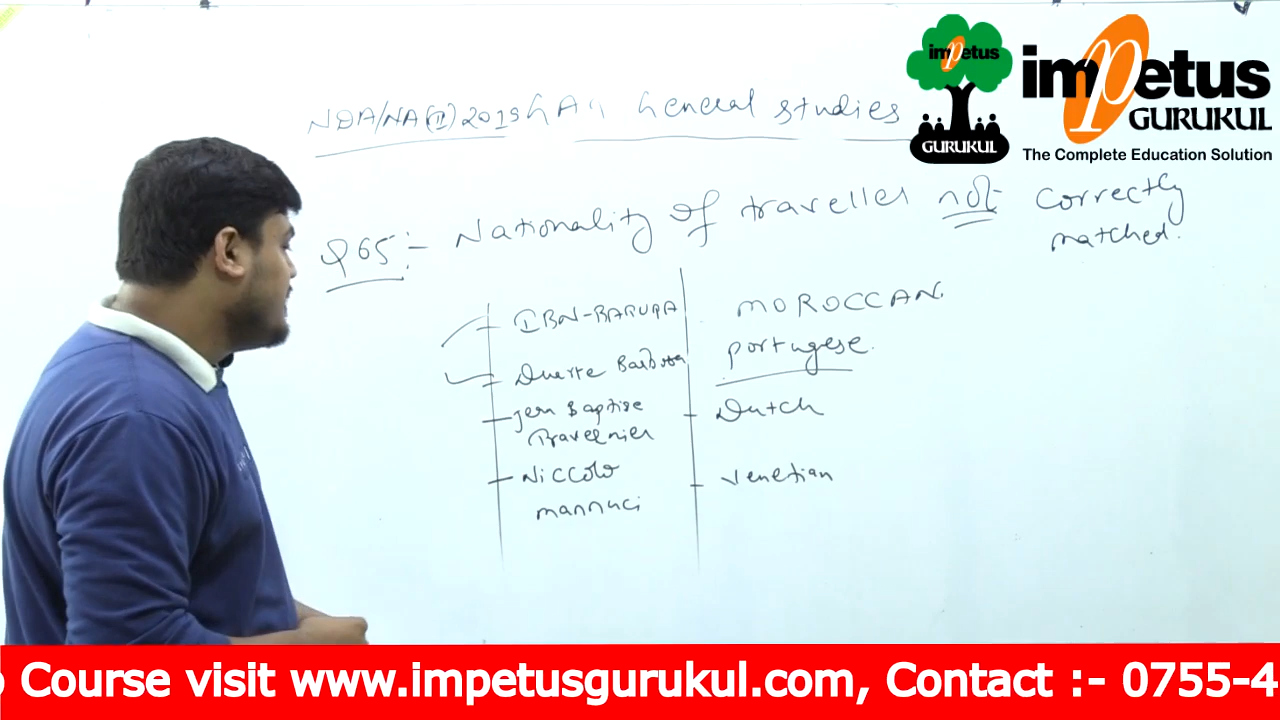 impetus
GURUKUL
impetus
GURUKUL
The Complete Education Solution
NDA/NA(II) 2019 GA:: General studies
Q65:- Nationality of traveller not correctly
matched.
IBN-BATUTA MOROCCAN.
Duarte Barbosa portugese.
Jean Baptise Dutch
Travernier
Niccolo Venetian
mannuci
Course visit www.impetusgurukul.com, Contact :- 0755-4